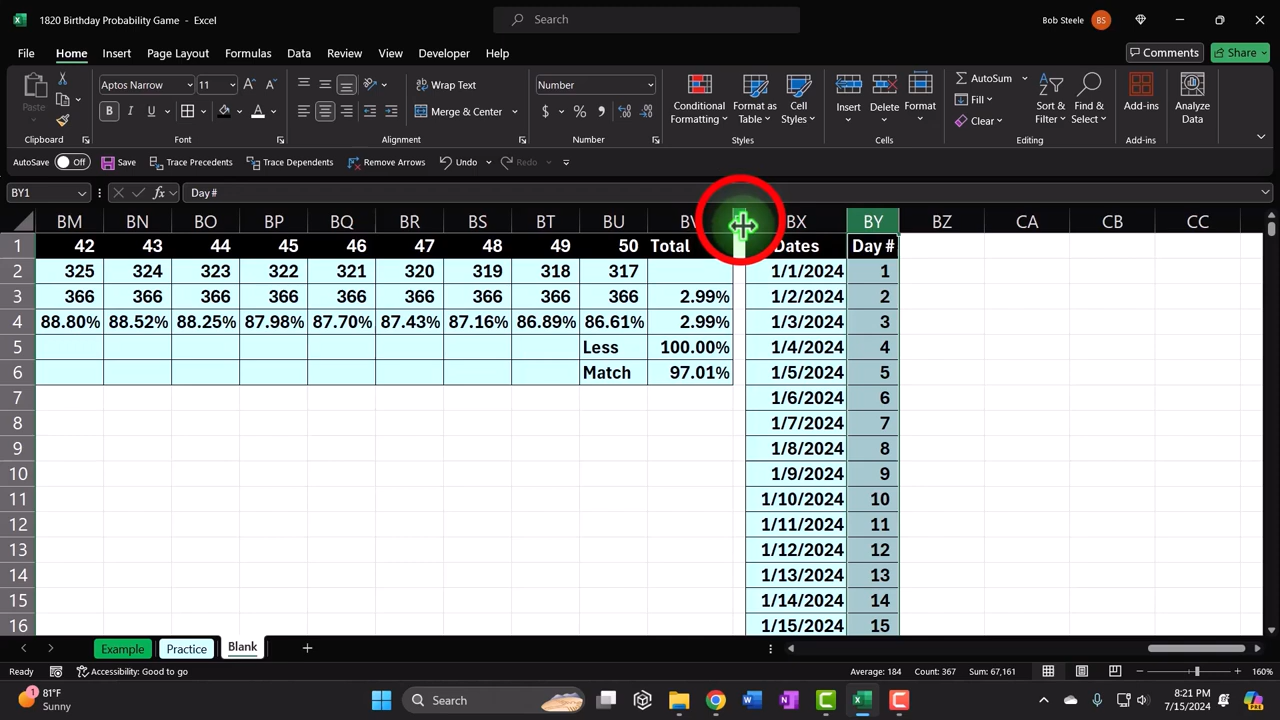 1820 Birthday Probability Game - Excel
Search
Bob Steele BS
File Home Insert Page Layout Formulas Data Review View Developer Help
Comments Share
Paste
Clipboard
Aptos Narrow 11 A A
B I U A
Font
Wrap Text
Merge & Center
Alignment
Number
$ %
Number
Conditional Formatting
Format as Table
Cell Styles
Styles
Insert Delete Format
Cells
AutoSum
Fill
Clear
Sort & Filter
Find & Select
Editing
Add-ins
Add-ins
Analyze Data
AutoSave Off Save Trace Precedents Trace Dependents Remove Arrows Undo Redo
BY1 fx Day #
BM BN BO BP BQ BR BS BT BU BV BX BY BZ CA CB CC
1 42 43 44 45 46 47 48 49 50 Total Dates Day #
2 325 324 323 322 321 320 319 318 317 1/1/2024 1
3 366 366 366 366 366 366 366 366 366 2.99% 1/2/2024 2
4 88.80% 88.52% 88.25% 87.98% 87.70% 87.43% 87.16% 86.89% 86.61% 2.99% 1/3/2024 3
5 Less 100.00% 1/4/2024 4
6 Match 97.01% 1/5/2024 5
7 1/6/2024 6
8 1/7/2024 7
9 1/8/2024 8
10 1/9/2024 9
11 1/10/2024 10
12 1/11/2024 11
13 1/12/2024 12
14 1/13/2024 13
15 1/14/2024 14
16 1/15/2024 15
Example Practice Blank
Ready Accessibility: Good to go Average: 184 Count: 367 Sum: 67,161 160%
1 81°F
Sunny
Search
8:21 PM
7/15/2024